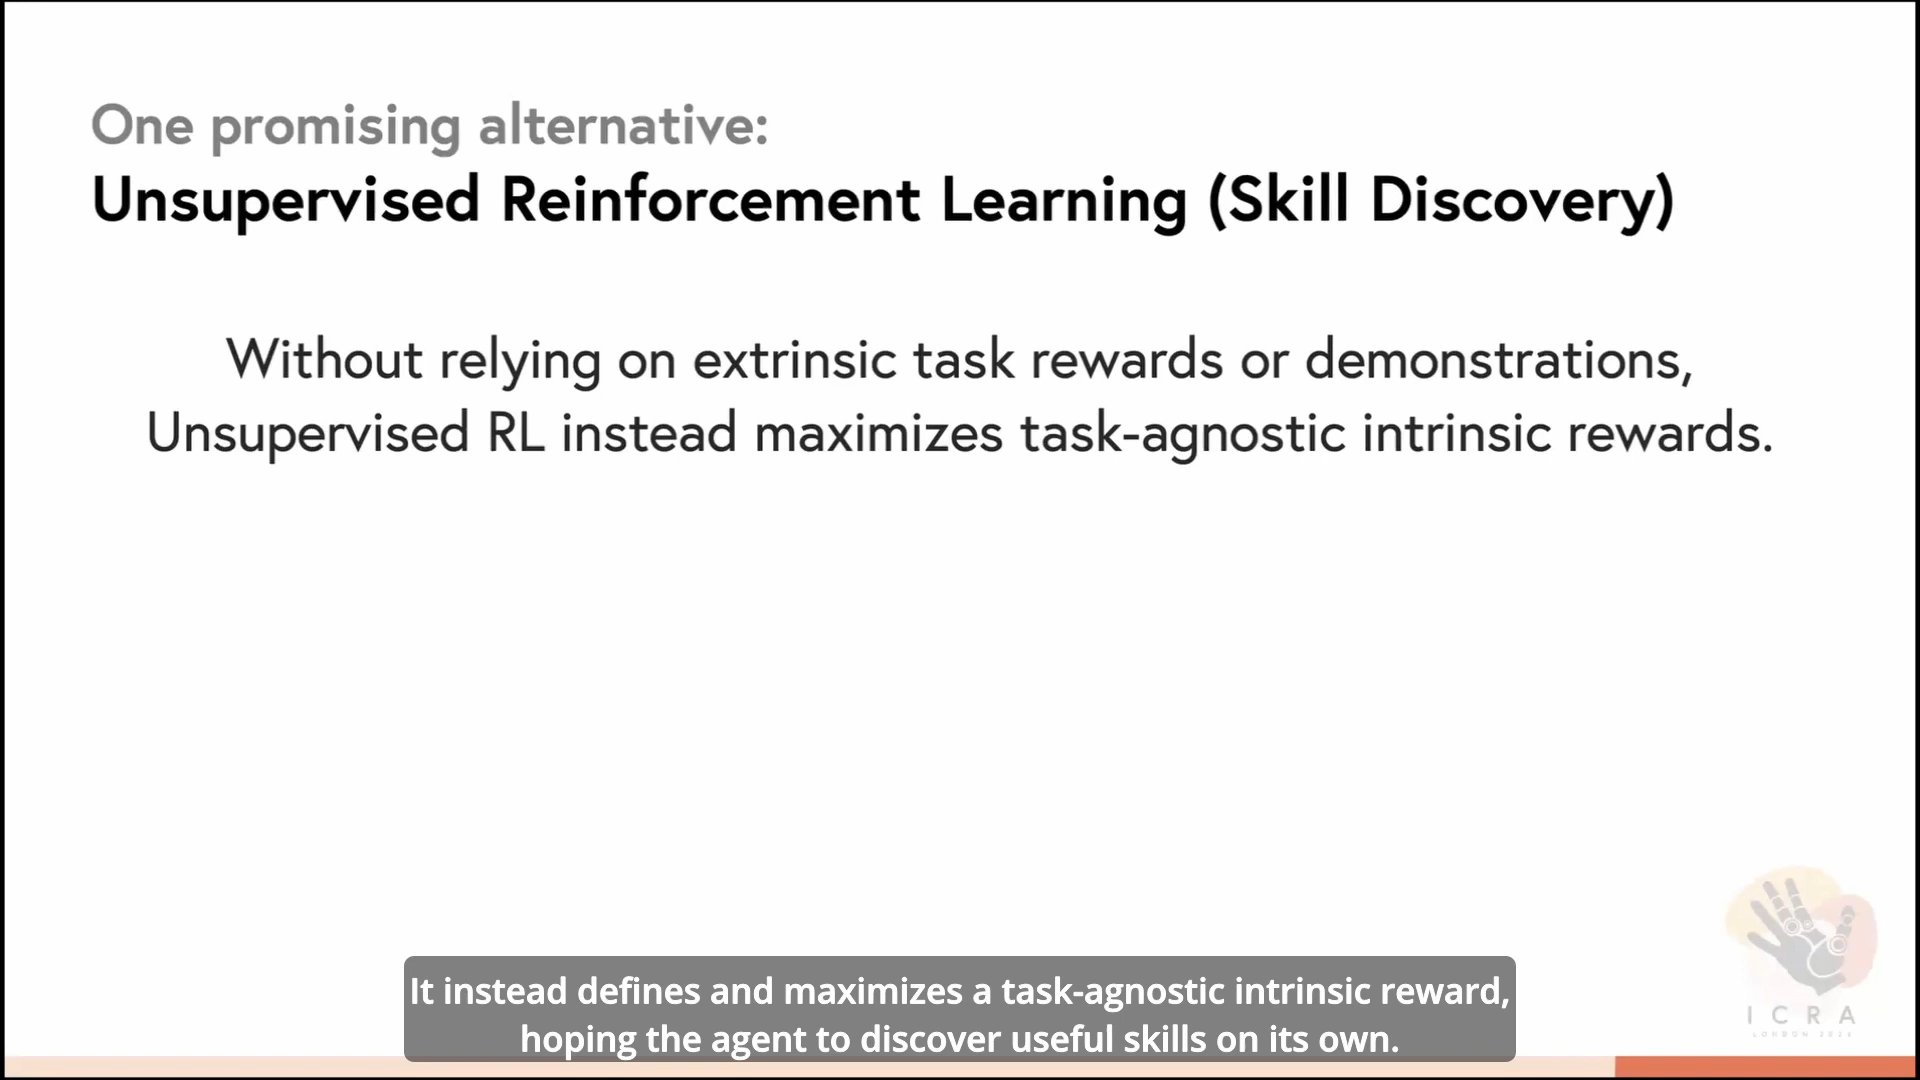 One promising alternative:
Unsupervised Reinforcement Learning (Skill Discovery)
Without relying on extrinsic task rewards or demonstrations,
Unsupervised RL instead maximizes task-agnostic intrinsic rewards.
It instead defines and maximizes a task-agnostic intrinsic reward,
hoping the agent to discover useful skills on its own.
ICRA